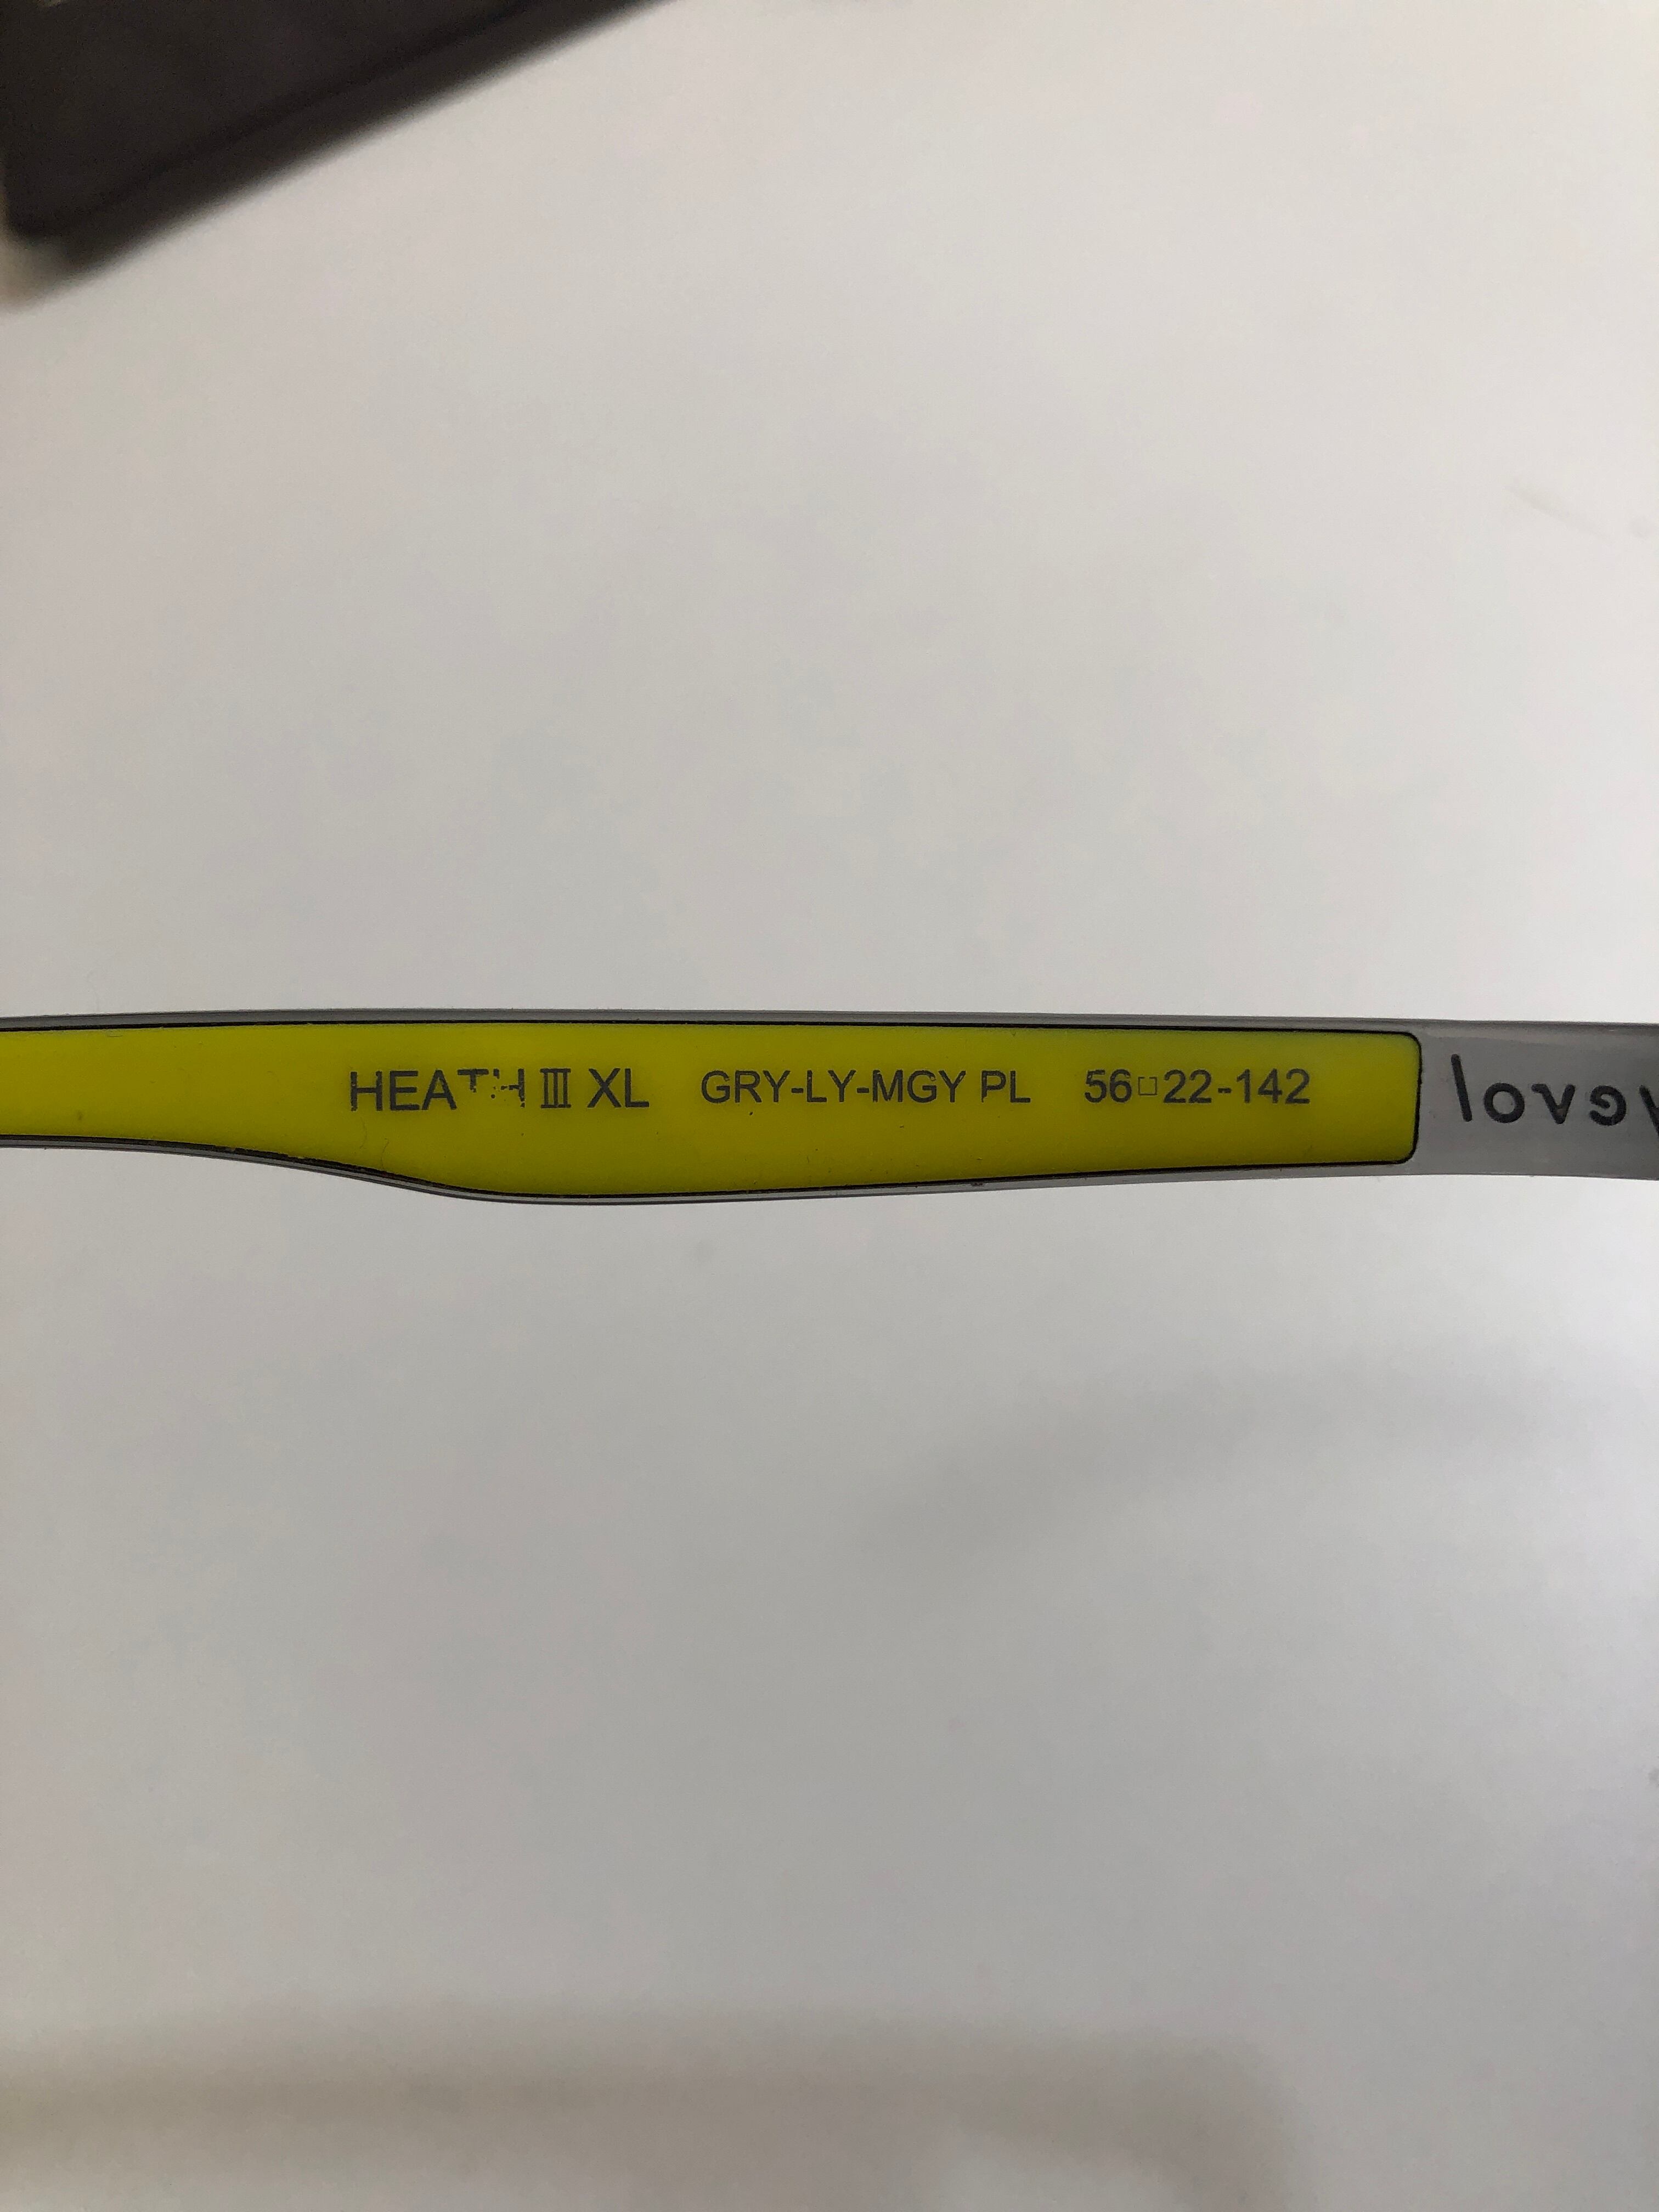 HEATH III XL GRY-LY-MGY PL 56□22-142